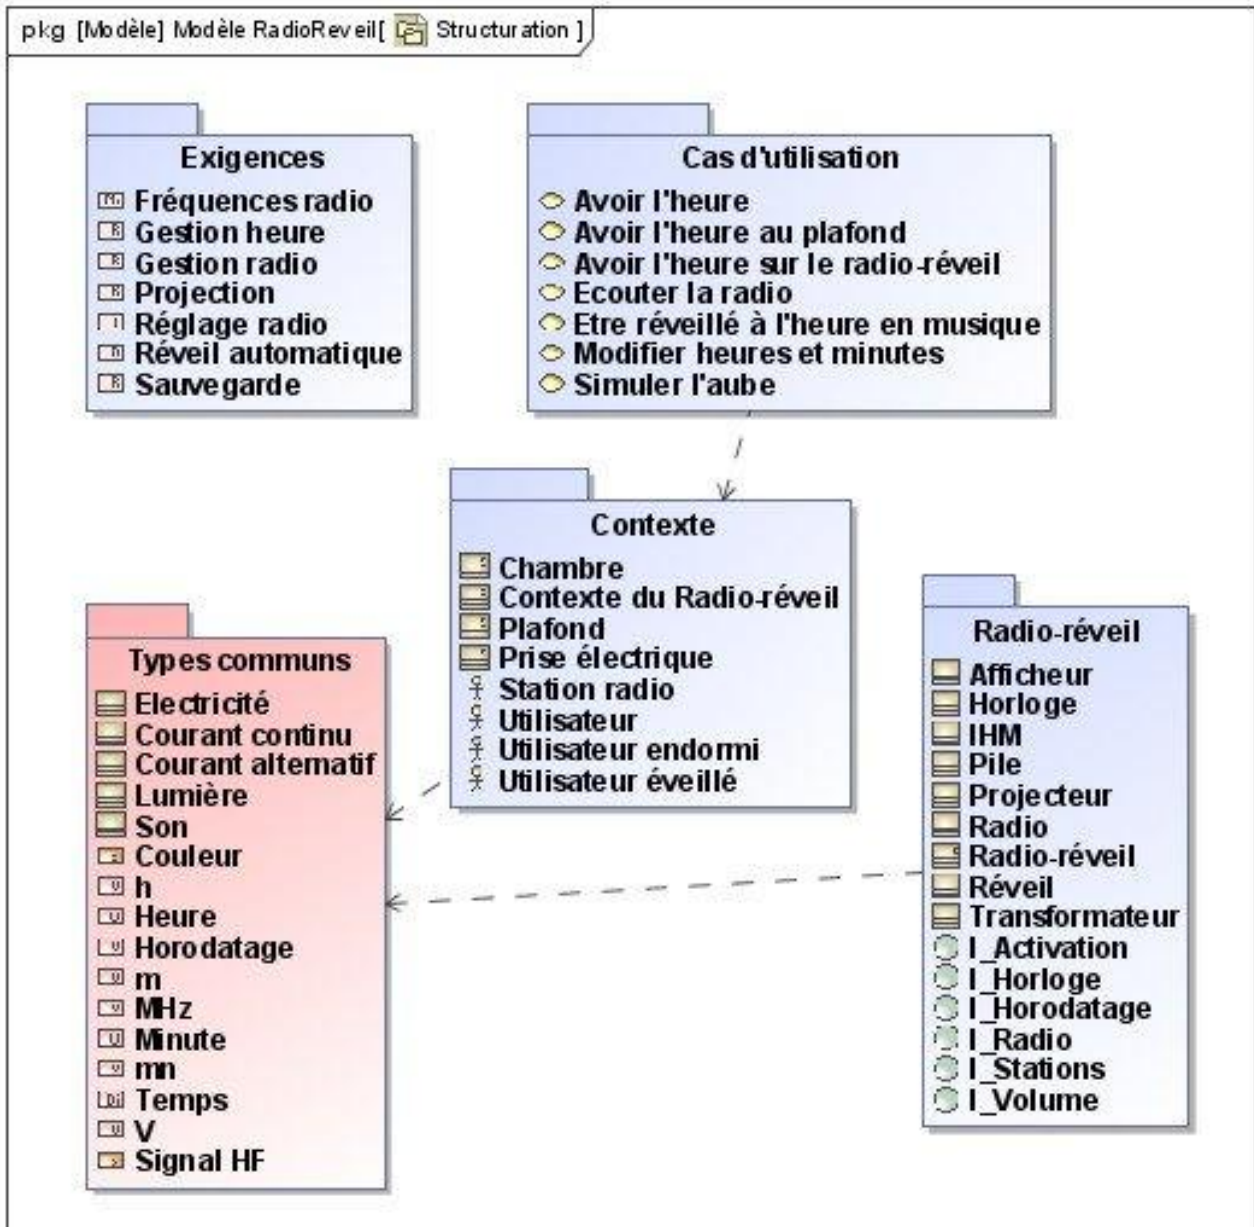 pkg [Modèle] Modèle RadioReveil[ Structuration ]
Exigences
Fréquences radio
Gestion heure
Gestion radio
Projection
Réglage radio
Réveil automatique
Sauvegarde
Cas d'utilisation
Avoir l'heure
Avoir l'heure au plafond
Avoir l'heure sur le radio-réveil
Ecouter la radio
Etre réveillé à l'heure en musique
Modifier heures et minutes
Simuler l'aube
Contexte
Chambre
Contexte du Radio-réveil
Plafond
Prise électrique
Station radio
Utilisateur
Utilisateur endormi
Utilisateur éveillé
Types communs
Electricité
Courant continu
Courant alternatif
Lumière
Son
Couleur
h
Heure
Horodatage
m
MHz
Minute
mn
Temps
V
Signal HF
Radio-réveil
Afficheur
Horloge
IHM
Pile
Projecteur
Radio
Radio-réveil
Réveil
Transformateur
I_Activation
I_Horloge
I_Horodatage
I_Radio
I_Stations
I_Volume